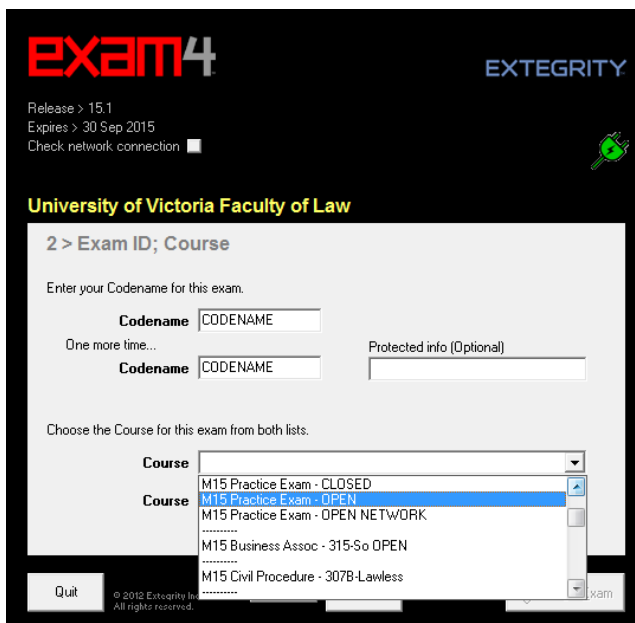 exam4
EXTEGRITY
Release > 15.1
Expires > 30 Sep 2015
Check network connection
University of Victoria Faculty of Law
2 > Exam ID; Course
Enter your Codename for this exam.
Codename CODENAME
One more time...
Protected info (Optional)
Codename CODENAME
Choose the Course for this exam from both lists.
Course
M15 Practice Exam - CLOSED
Course M15 Practice Exam - OPEN
M15 Practice Exam - OPEN NETWORK
----------
M15 Business Assoc - 315-So OPEN
----------
M15 Civil Procedure - 307B-Lawless
----------
Quit
© 2012 Extegrity In
All rights reserved.
xam